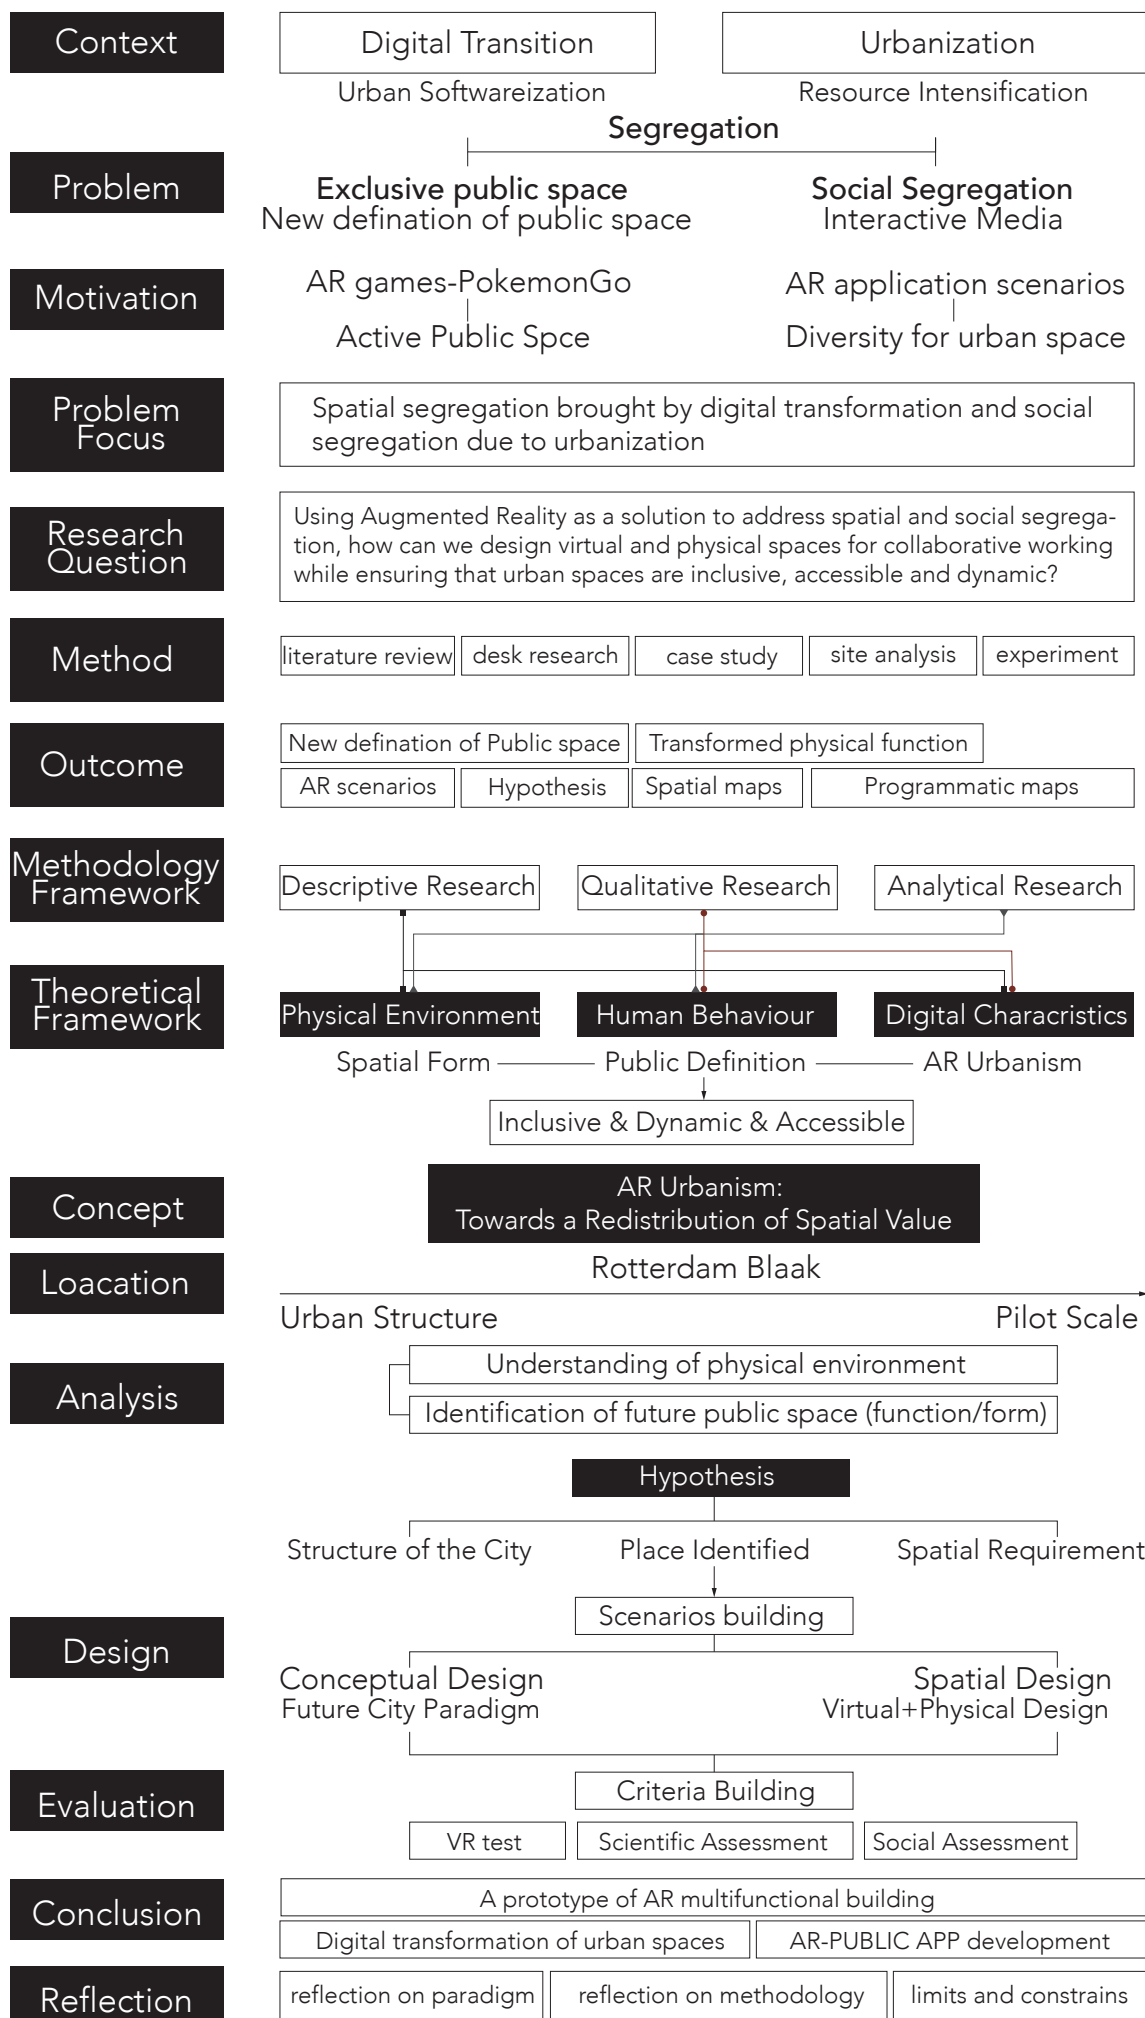 Context
Digital Transition
Urbanization
Urban Softwareization
Resource Intensification
Segregation
Problem
Exclusive public space
Social Segregation
New defination of public space
Interactive Media
Motivation
AR games-PokemonGo
AR application scenarios
Active Public Spce
Diversity for urban space
Problem
Focus
Spatial segregation brought by digital transformation and social
segregation due to urbanization
Research
Question
Using Augmented Reality as a solution to address spatial and social segrega-
tion, how can we design virtual and physical spaces for collaborative working
while ensuring that urban spaces are inclusive, accessible and dynamic?
Method
literature review
desk research
case study
site analysis
experiment
Outcome
New defination of Public space
Transformed physical function
AR scenarios
Hypothesis
Spatial maps
Programmatic maps
Methodology
Framework
Descriptive Research
Qualitative Research
Analytical Research
Theoretical
Framework
Physical Environment
Human Behaviour
Digital Characristics
Spatial Form
Public Definition
AR Urbanism
Inclusive & Dynamic & Accessible
Concept
AR Urbanism:
Towards a Redistribution of Spatial Value
Loacation
Rotterdam Blaak
Urban Structure
Pilot Scale
Analysis
Understanding of physical environment
Identification of future public space (function/form)
Hypothesis
Structure of the City
Place Identified
Spatial Requirement
Scenarios building
Design
Conceptual Design
Spatial Design
Future City Paradigm
Virtual+Physical Design
Evaluation
Criteria Building
VR test
Scientific Assessment
Social Assessment
Conclusion
A prototype of AR multifunctional building
Digital transformation of urban spaces
AR-PUBLIC APP development
Reflection
reflection on paradigm
reflection on methodology
limits and constrains